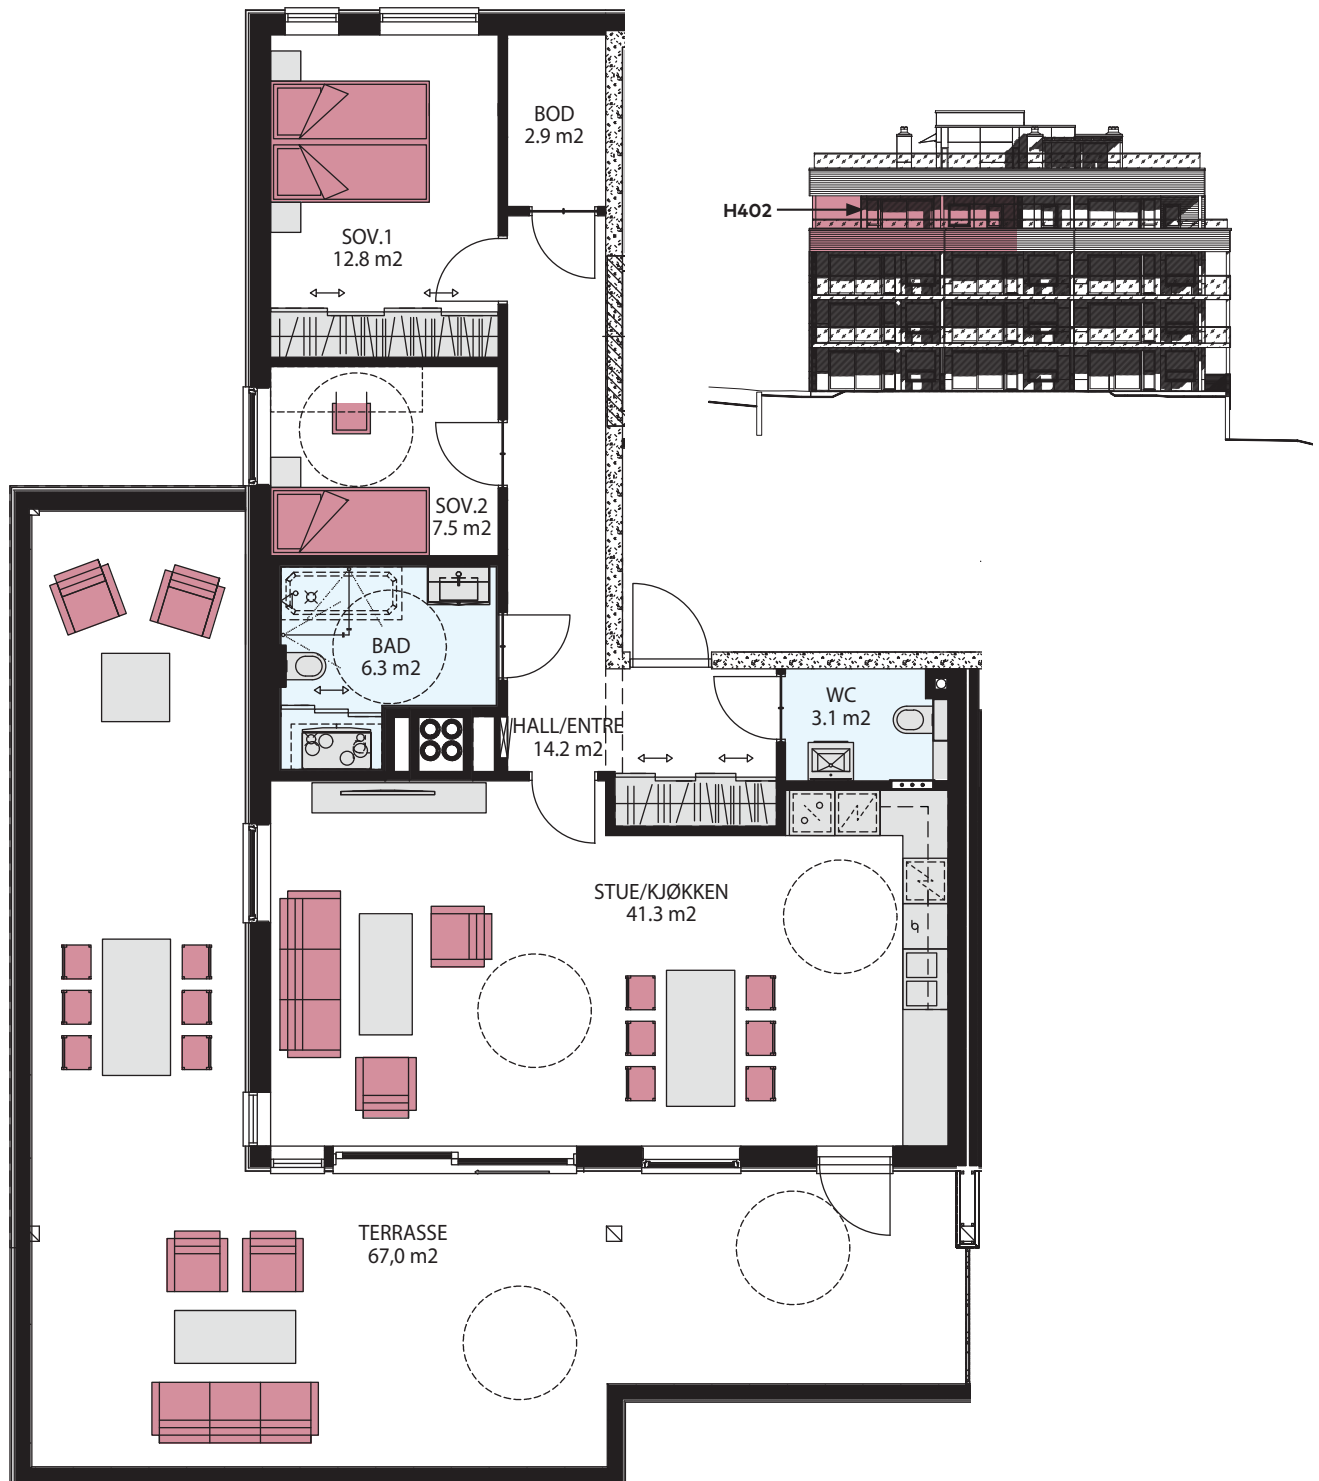 BOD
2.9 m2
H402
SOV.1
12.8 m2
SOV.2
7.5 m2
BAD
6.3 m2
WC
3.1 m2
HALL/ENTRE
14.2 m2
STUE/KJØKKEN
41.3 m2
TERRASSE
67,0 m2